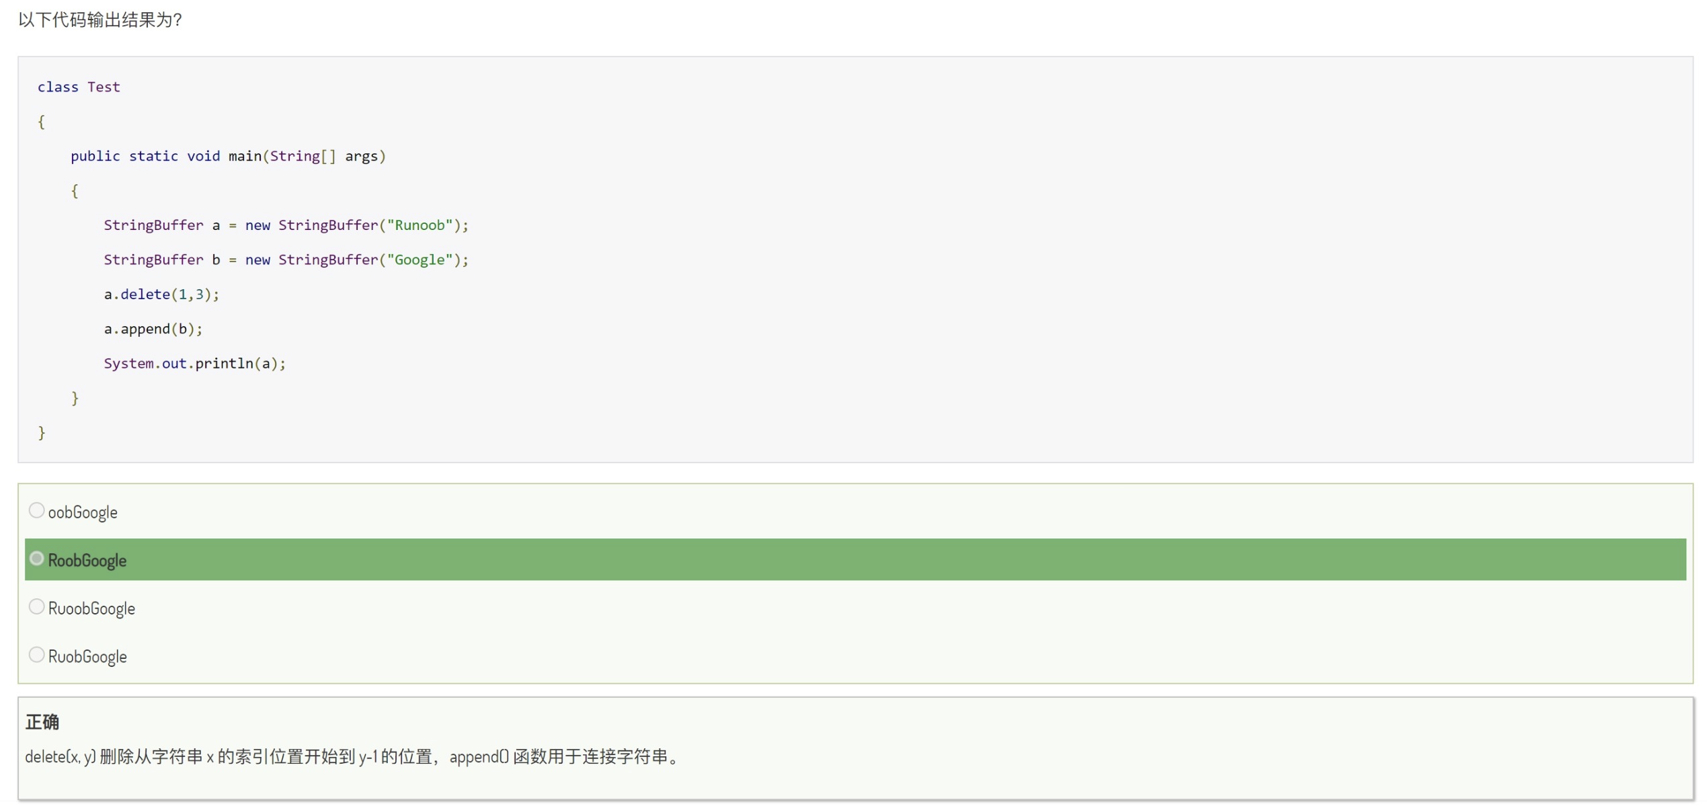 以下代码输出结果为?
class Test
{
    public static void main(String[] args)
    {
        StringBuffer a = new StringBuffer("Runoob");
        StringBuffer b = new StringBuffer("Google");
        a.delete(1,3);
        a.append(b);
        System.out.println(a);
    }
}
oobGoogle
RoobGoogle
RuoobGoogle
RuobGoogle
正确
delete(x, y) 删除从字符串 x 的索引位置开始到 y-1 的位置，append() 函数用于连接字符串。